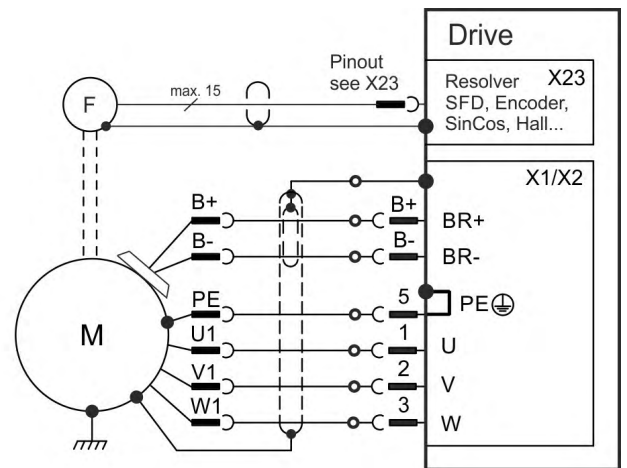 Drive
Pinout
see X23
max. 15
F
Resolver X23
SFD, Encoder,
SinCos, Hall...
X1/X2
B+ B+ BR+
B- B- BR-
PE 5 PE
M
U1 1 U
V1 2 V
W1 3 W